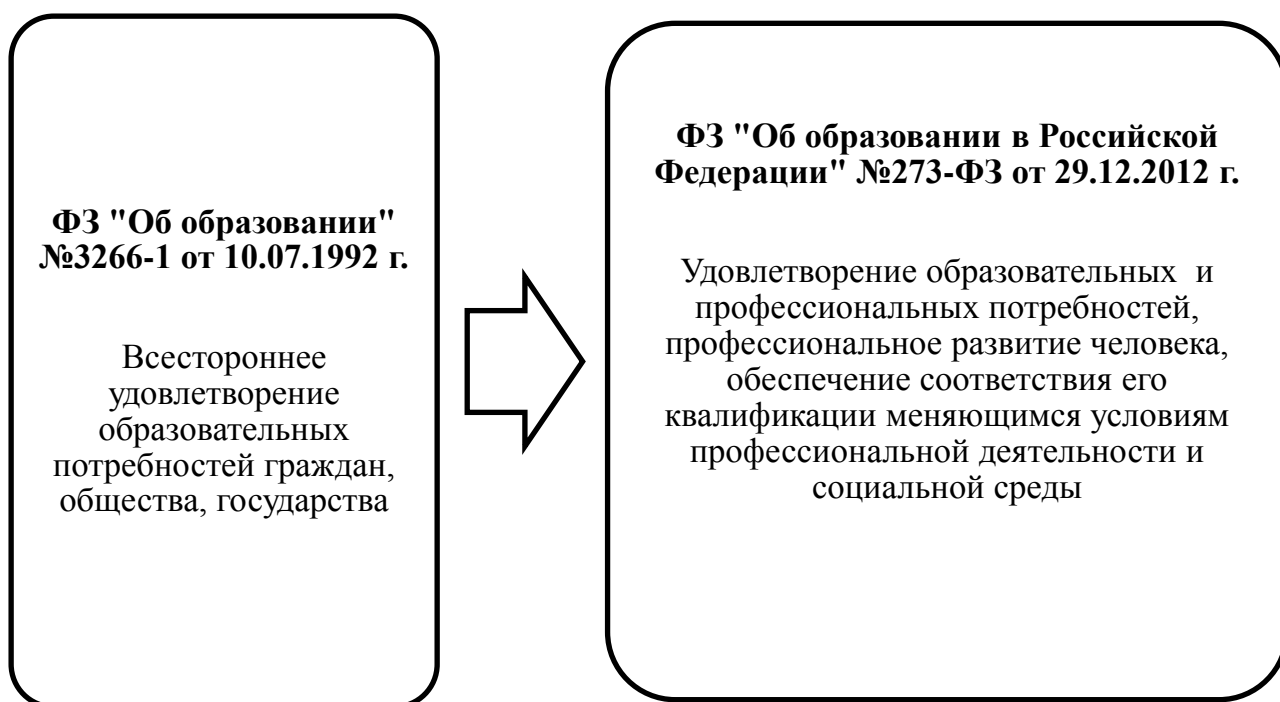 ФЗ "Об образовании"
№3266-1 от 10.07.1992 г.
Всестороннее
удовлетворение
образовательных
потребностей граждан,
общества, государства
ФЗ "Об образовании в Российской
Федерации" №273-ФЗ от 29.12.2012 г.
Удовлетворение образовательных  и
профессиональных потребностей,
профессиональное развитие человека,
обеспечение соответствия его
квалификации меняющимся условиям
профессиональной деятельности и
социальной среды